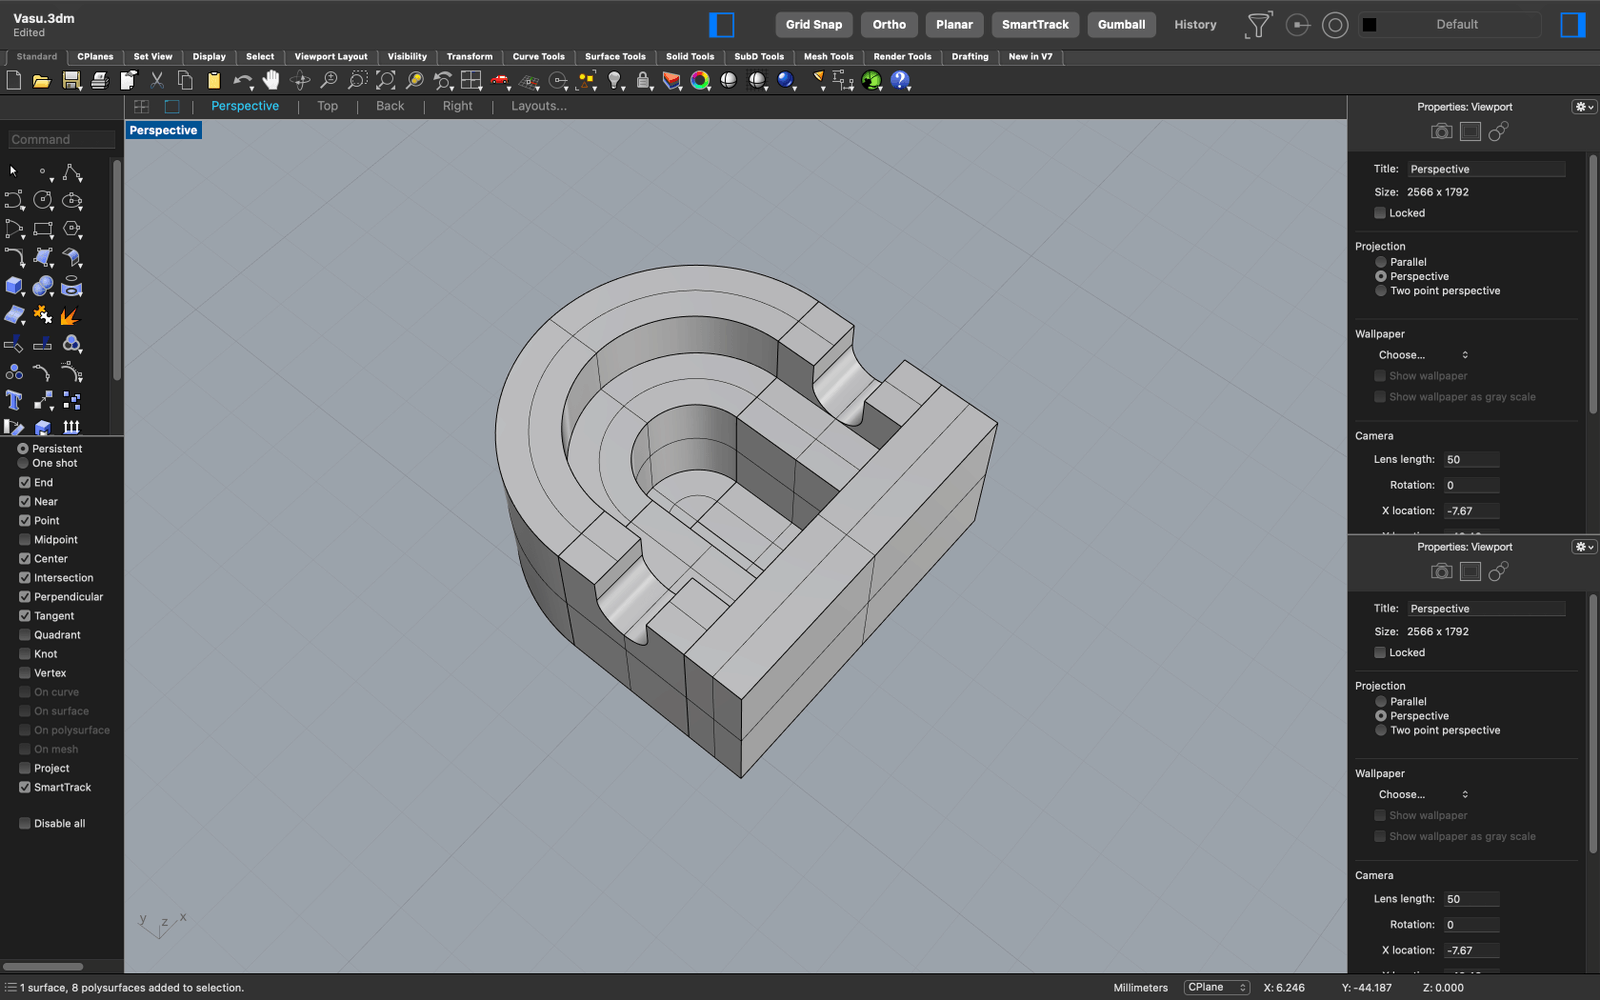 Vasu.3dm
Edited
Grid Snap Ortho Planar SmartTrack Gumball History Default
Standard CPlanes Set View Display Select Viewport Layout Visibility Transform Curve Tools Surface Tools Solid Tools SubD Tools Mesh Tools Render Tools Drafting New in V7
Perspective Top Back Right Layouts...
Perspective
Command
Persistent
One shot
End
Near
Point
Midpoint
Center
Intersection
Perpendicular
Tangent
Quadrant
Knot
Vertex
On curve
On surface
On polysurface
On mesh
Project
SmartTrack
Disable all
y z x
Properties: Viewport
Title: Perspective
Size: 2566 x 1792
Locked
Projection
Parallel
Perspective
Two point perspective
Wallpaper
Choose...
Show wallpaper
Show wallpaper as gray scale
Camera
Lens length: 50
Rotation: 0
X location: -7.67
Properties: Viewport
Title: Perspective
Size: 2566 x 1792
Locked
Projection
Parallel
Perspective
Two point perspective
Wallpaper
Choose...
Show wallpaper
Show wallpaper as gray scale
Camera
Lens length: 50
Rotation: 0
X location: -7.67
1 surface, 8 polysurfaces added to selection.
Millimeters CPlane X: 6.246 Y: -44.187 Z: 0.000